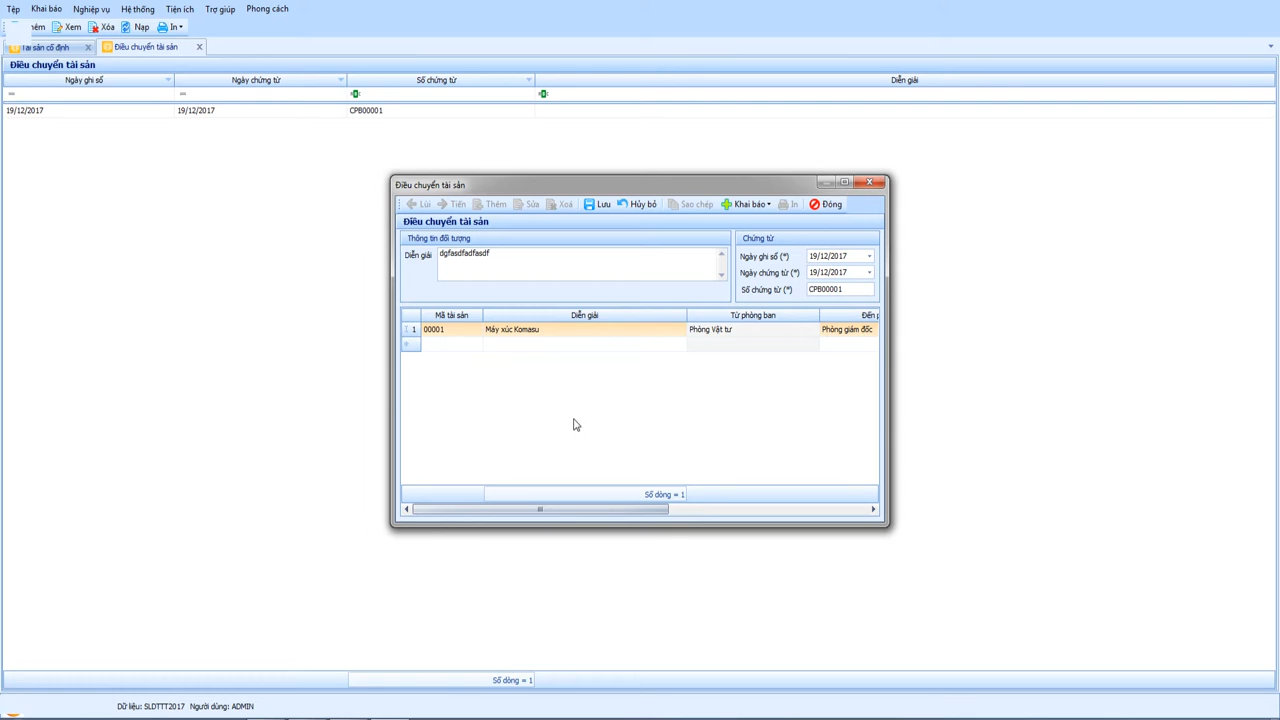 Tệp Khai báo Nghiệp vụ Hệ thống Tiện ích Trợ giúp Phong cách
Xem Xóa Nạp In
Tài sản cố định Điều chuyển tài sản
Điều chuyển tài sản
Ngày ghi số Ngày chứng từ Số chứng từ Diễn giải
19/12/2017 19/12/2017 CPB00001
Điều chuyển tài sản
Lùi Tiến Thêm Sửa Xoá Lưu Hủy bỏ Sao chép Khai báo In Đóng
Điều chuyển tài sản
Thông tin đối tượng Chứng từ
Diễn giải dgfasdfadfasdf
Ngày ghi số (*) 19/12/2017
Ngày chứng từ (*) 19/12/2017
Số chứng từ (*) CPB00001
Mã tài sản Diễn giải Từ phòng ban Đến p
1 00001 Máy xúc Komasu Phòng Vật tư Phòng giám đốc
Số dòng = 1
Số dòng = 1
Dữ liệu: SLDTTT2017 Người dùng: ADMIN